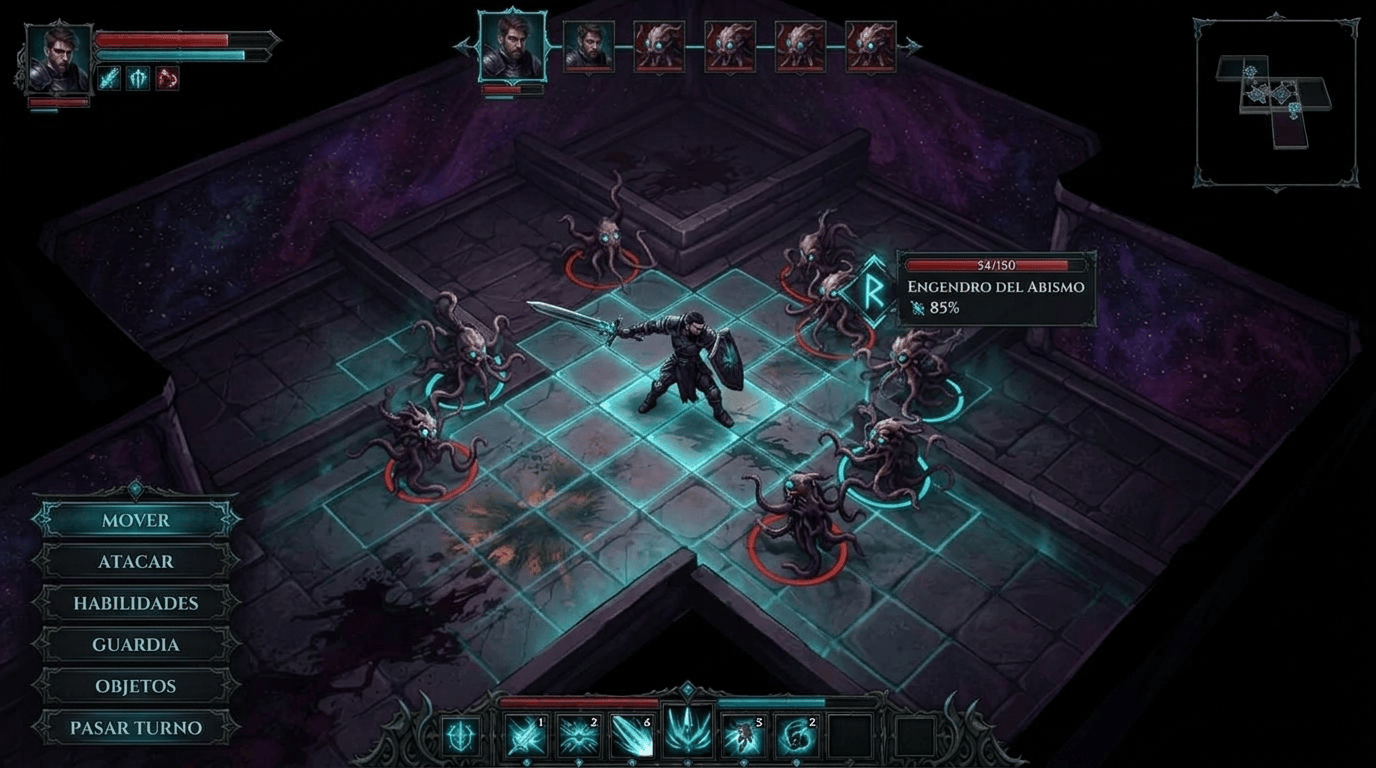 54/150
ENGENDRO DEL ABISMO
85%
MOVER
ATACAR
HABILIDADES
GUARDIA
OBJETOS
PASAR TURNO
1
2
6
3
2